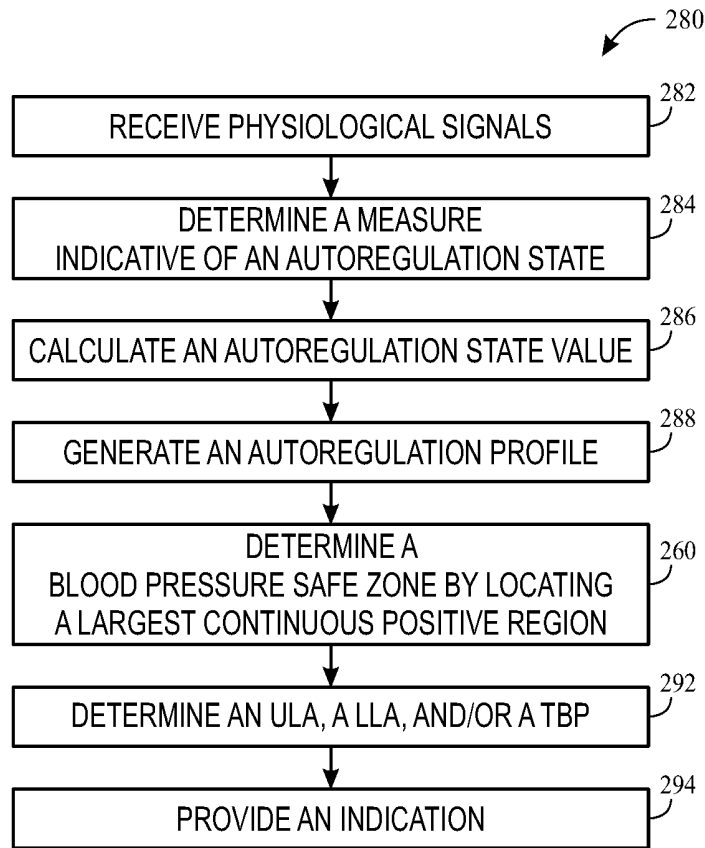 280
282
RECEIVE PHYSIOLOGICAL SIGNALS
284
DETERMINE A MEASURE
INDICATIVE OF AN AUTOREGULATION STATE
286
CALCULATE AN AUTOREGULATION STATE VALUE
288
GENERATE AN AUTOREGULATION PROFILE
260
DETERMINE A
BLOOD PRESSURE SAFE ZONE BY LOCATING
A LARGEST CONTINUOUS POSITIVE REGION
292
DETERMINE AN ULA, A LLA, AND/OR A TBP
294
PROVIDE AN INDICATION